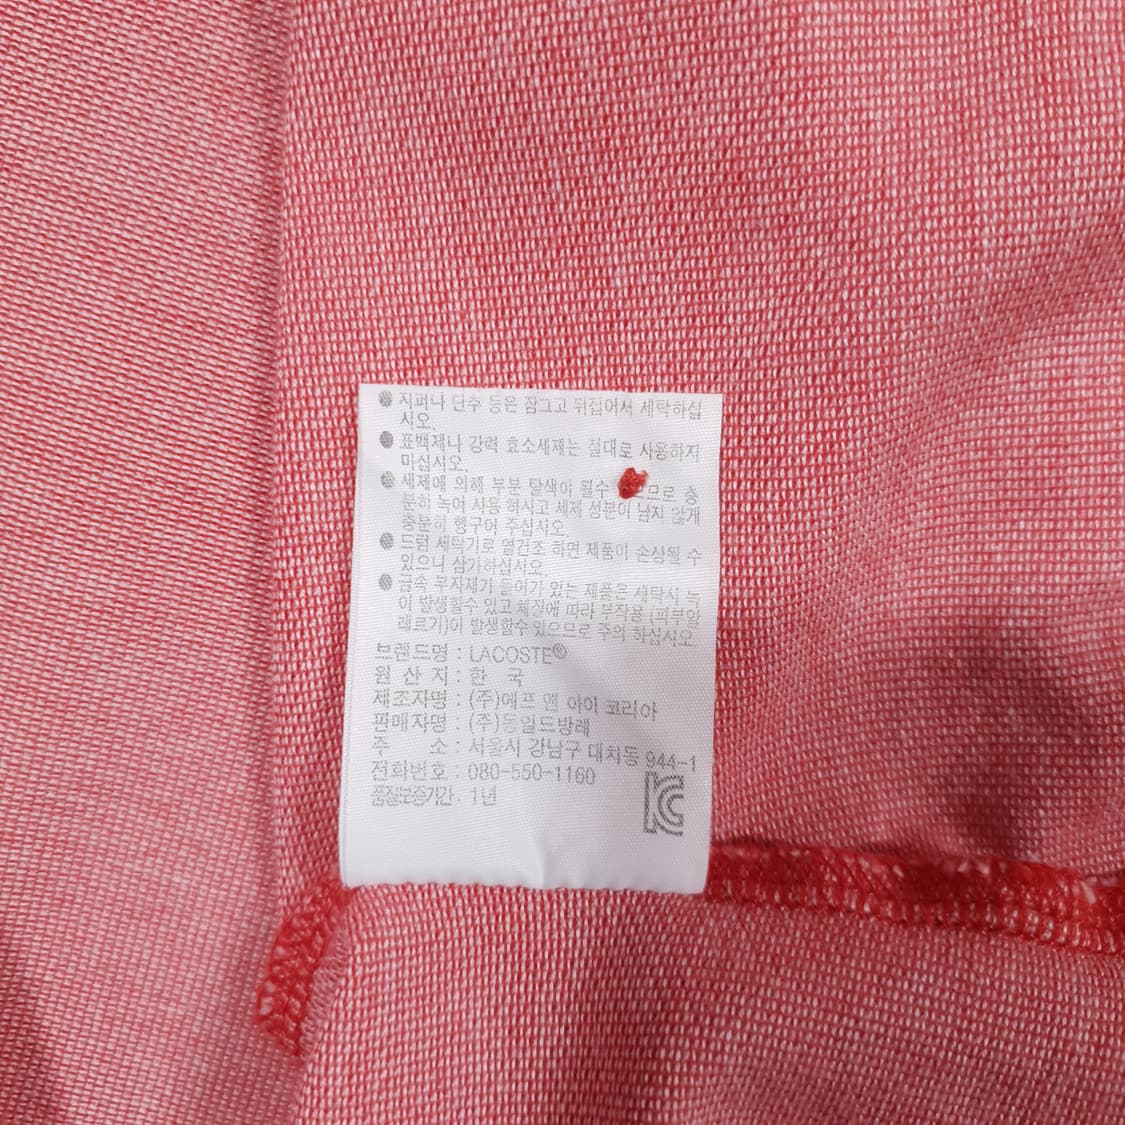 ● 지퍼나 단추 등은 잠그고 뒤집어서 세탁하십
시오.
● 표백제나 강력 효소세제는 절대로 사용하지
마십시오.
● 세제에 의해 부분 탈색이 될수 므로 충
분히 녹여 사용 하시고 세제 성분이 남지 않게
충분히 헹구어 주십시오.
● 드럼 세탁기로 열건조 하면 제품이 손상될 수
있으니 삼가하십시오.
● 금속 부자재가 들어가 있는 제품은 세탁시 녹
이 발생할수 있고 체질에 따라 부작용 (피부알
래르기)이 발생할수 있으므로 주의 하십시오
브랜드명 : LACOSTE®
원 산 지 : 한 국
제조자명 : (주)에프 앤 아이 코리아
판매자명 : (주)동일드방레
주 소 : 서울시 강남구 대치동 944-1
전화번호 : 080-550-1160
품질보증기간. 1년
KC